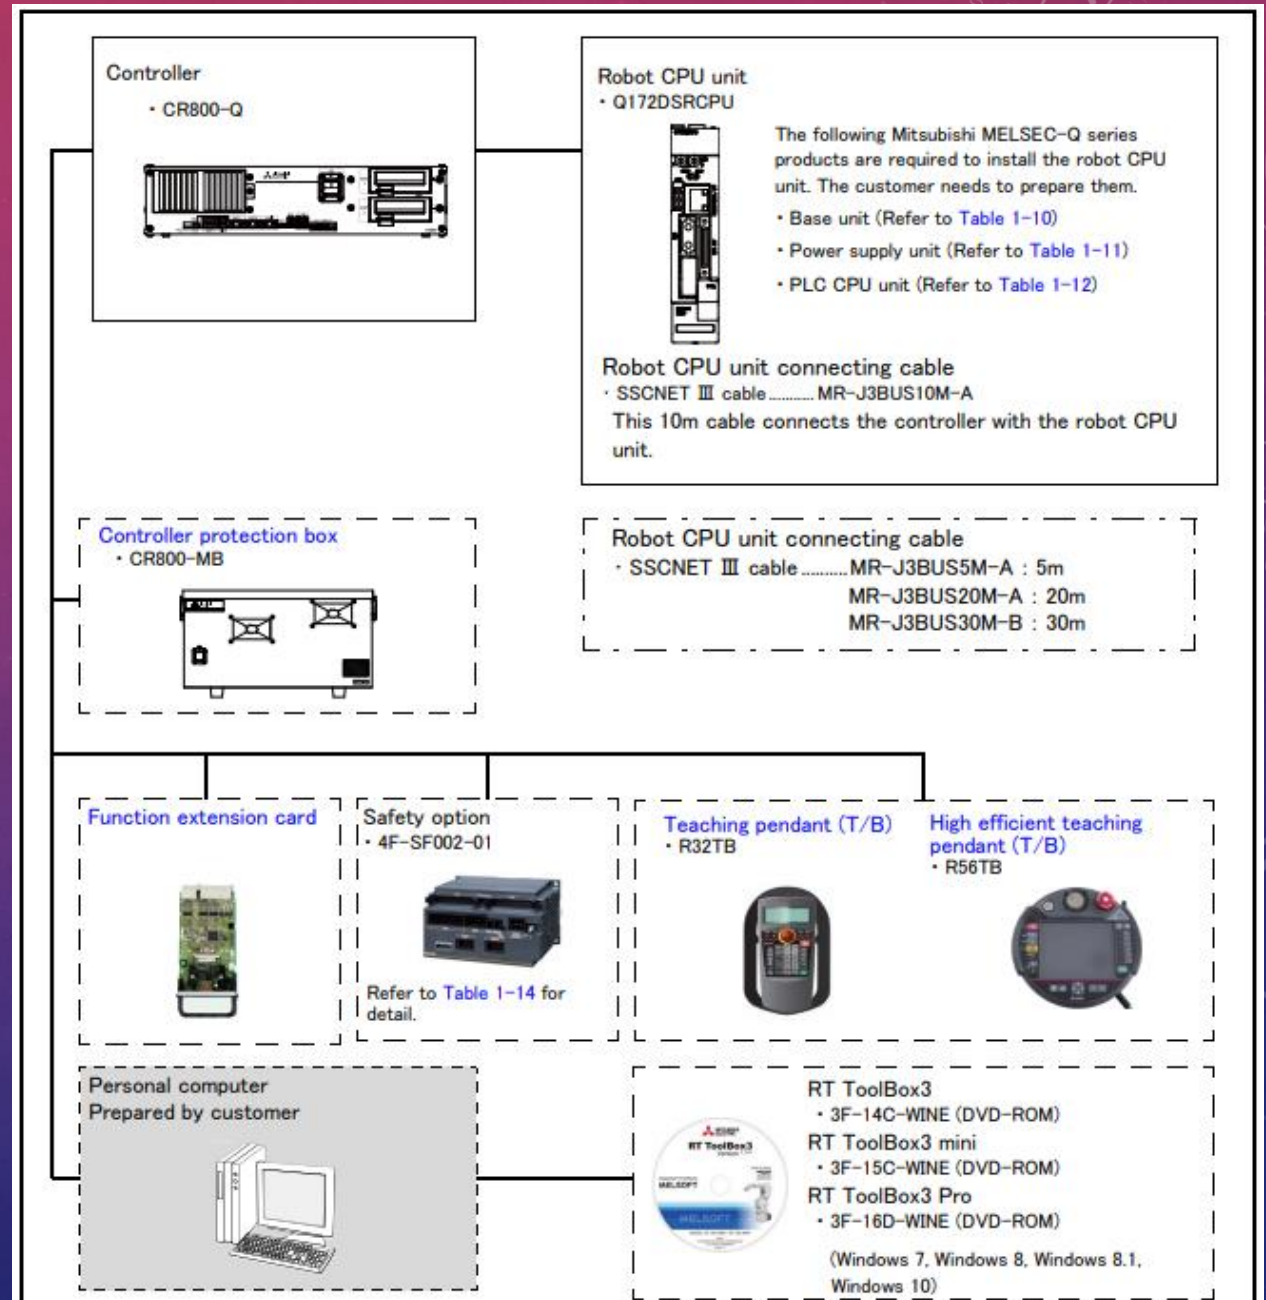 Controller
・CR800-Q
Robot CPU unit
・Q172DSRCPU
The following Mitsubishi MELSEC-Q series
products are required to install the robot CPU
unit. The customer needs to prepare them.
・Base unit (Refer to Table 1-10)
・Power supply unit (Refer to Table 1-11)
・PLC CPU unit (Refer to Table 1-12)
Robot CPU unit connecting cable
・SSCNET Ⅲ cable ............ MR-J3BUS10M-A
This 10m cable connects the controller with the robot CPU
unit.
Controller protection box
・CR800-MB
Robot CPU unit connecting cable
・SSCNET Ⅲ cable ...........MR-J3BUS5M-A : 5m
MR-J3BUS20M-A : 20m
MR-J3BUS30M-B : 30m
Function extension card
Safety option
・4F-SF002-01
Refer to Table 1-14 for
detail.
Teaching pendant (T/B)
・R32TB
High efficient teaching
pendant (T/B)
・R56TB
Personal computer
Prepared by customer
RT ToolBox3
MELSOFT
MELSOFT
RT ToolBox3
・3F-14C-WINE (DVD-ROM)
RT ToolBox3 mini
・3F-15C-WINE (DVD-ROM)
RT ToolBox3 Pro
・3F-16D-WINE (DVD-ROM)
(Windows 7, Windows 8, Windows 8.1,
Windows 10)